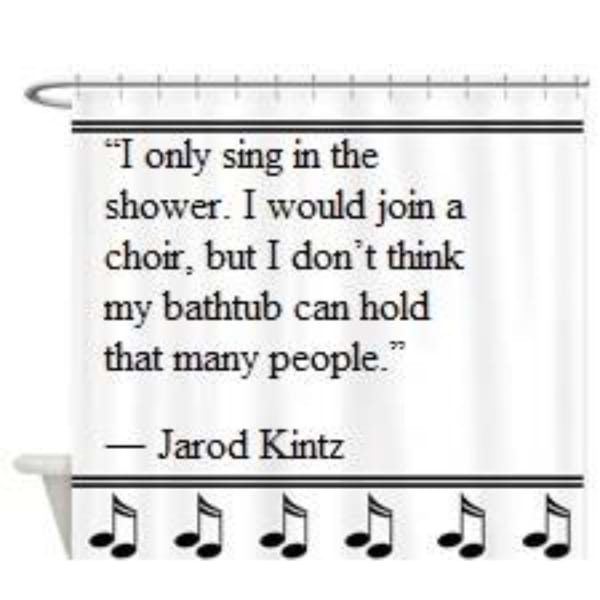 “I only sing in the
shower. I would join a
choir, but I don’t think
my bathtub can hold
that many people.”
— Jarod Kintz